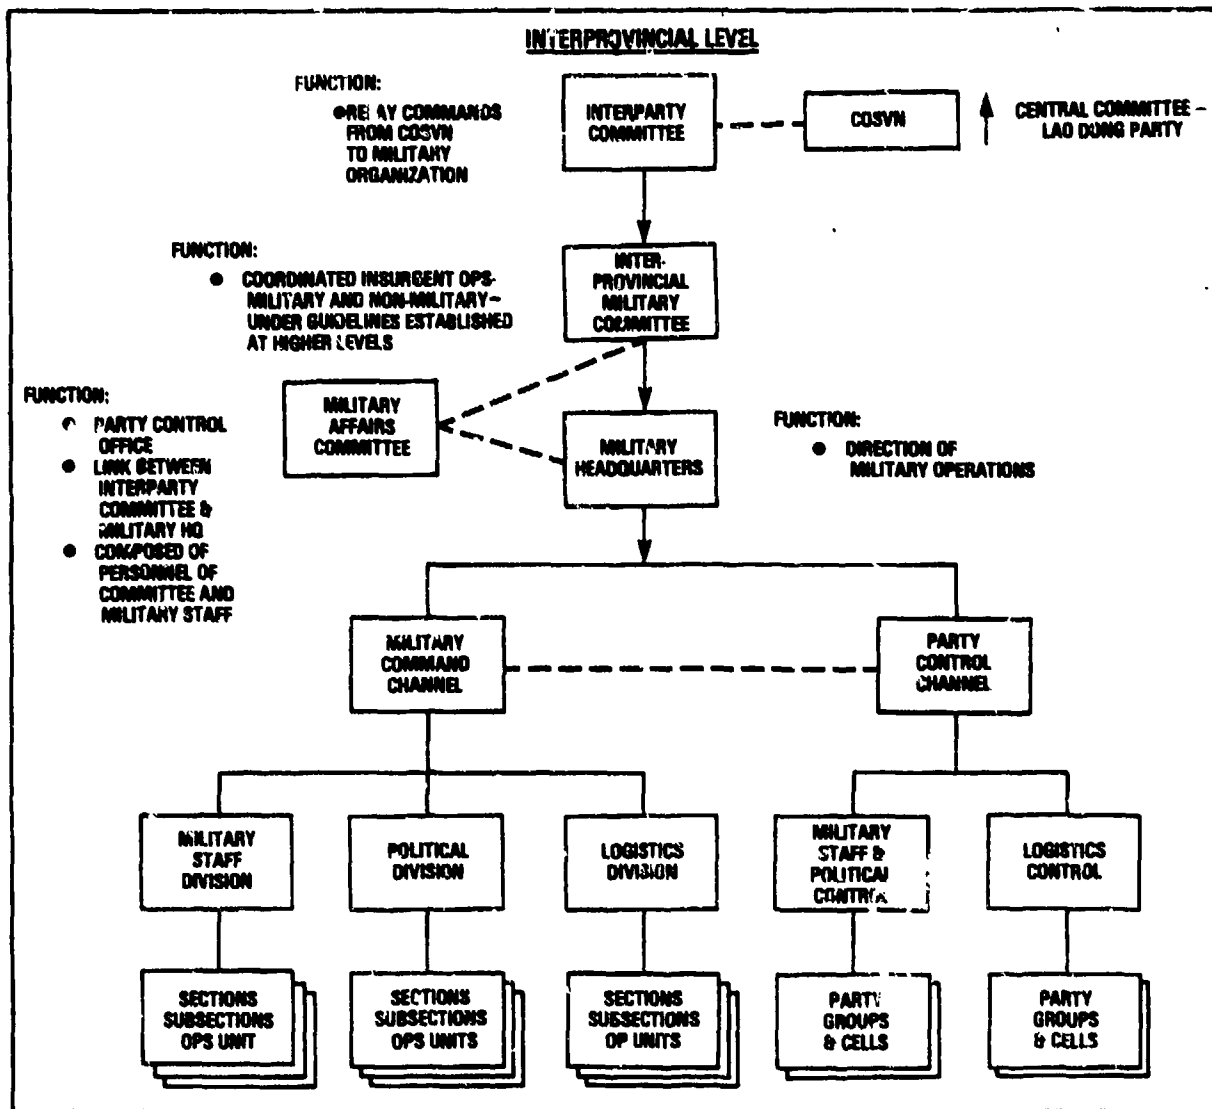 INTERPROVINCIAL LEVEL
FUNCTION:
● RELAY COMMANDS
FROM COSVN
TO MILITARY
ORGANIZATION
INTERPARTY
COMMITTEE
COSVN
CENTRAL COMMITTEE –
LAO DUNG PARTY
FUNCTION:
● COORDINATED INSURGENT OPS-
MILITARY AND NON-MILITARY–
UNDER GUIDELINES ESTABLISHED
AT HIGHER LEVELS
INTER-
PROVINCIAL
MILITARY
COMMITTEE
FUNCTION:
● PARTY CONTROL
OFFICE
● LINK BETWEEN
INTERPARTY
COMMITTEE &
MILITARY HQ
● COMPOSED OF
PERSONNEL OF
COMMITTEE AND
MILITARY STAFF
MILITARY
AFFAIRS
COMMITTEE
MILITARY
HEADQUARTERS
FUNCTION:
● DIRECTION OF
MILITARY OPERATIONS
MILITARY
COMMAND
CHANNEL
PARTY
CONTROL
CHANNEL
MILITARY
STAFF
DIVISION
POLITICAL
DIVISION
LOGISTICS
DIVISION
MILITARY
STAFF &
POLITICAL
CONTROL
LOGISTICS
CONTROL
SECTIONS
SUBSECTIONS
OPS UNIT
SECTIONS
SUBSECTIONS
OPS UNITS
SECTIONS
SUBSECTIONS
OP UNITS
PARTY
GROUPS
& CELLS
PARTY
GROUPS
& CELLS